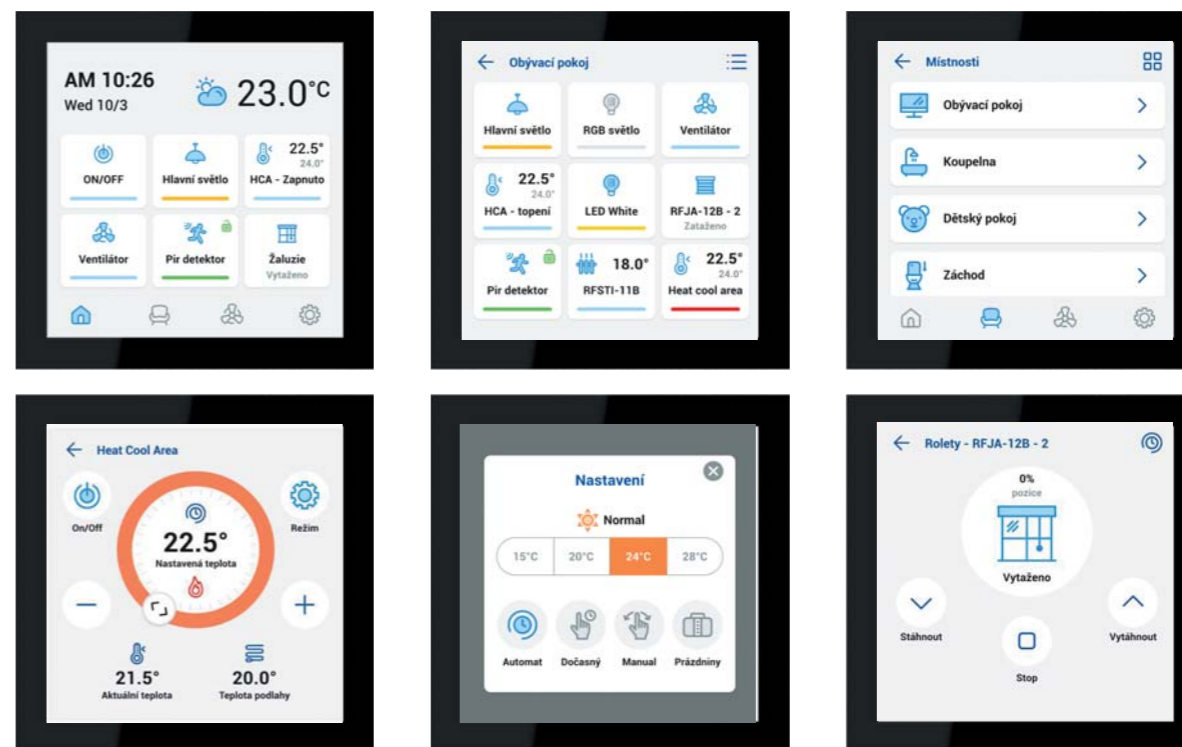 AM 10:26
Wed 10/3
23.0°C
ON/OFF
Hlavní světlo
22.5°
24.0°
HCA - Zapnuto
Ventilátor
Pir detektor
Žaluzie
Vytaženo
Obývací pokoj
Hlavní světlo
RGB světlo
Ventilátor
22.5°
24.0°
HCA - topení
LED White
RFJA-12B - 2
Zataženo
Pir detektor
18.0°
RFSTI-11B
22.5°
24.0°
Heat cool area
Místnosti
Obývací pokoj
Koupelna
Dětský pokoj
Záchod
Heat Cool Area
On/Off
Režim
22.5°
Nastavená teplota
21.5°
Aktuální teplota
20.0°
Teplota podlahy
Nastavení
Normal
15°C 20°C 24°C 28°C
Automat Dočasný Manual Prázdniny
Rolety - RFJA-12B - 2
0%
pozice
Vytaženo
Stáhnout
Vytáhnout
Stop